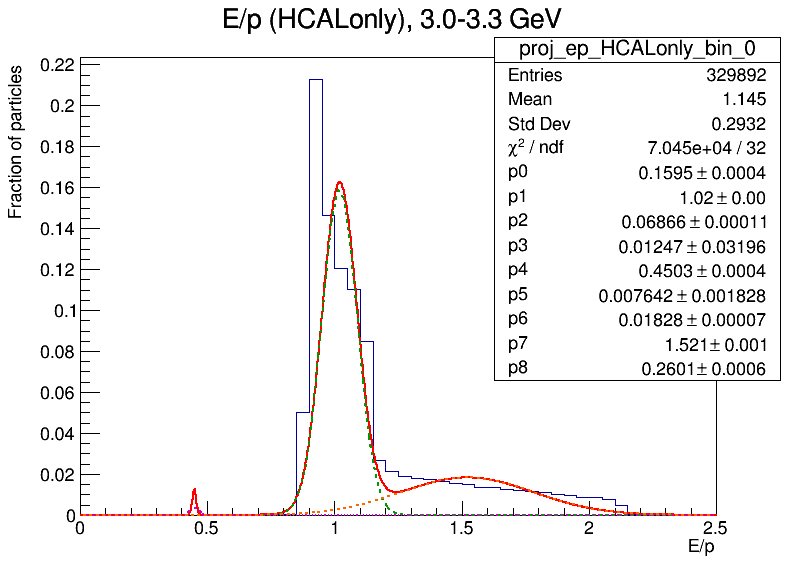 E/p (HCALonly), 3.0-3.3 GeV
proj_ep_HCALonly_bin_0
Entries 329892
Mean 1.145
Std Dev 0.2932
χ² / ndf 7.045e+04 / 32
p0 0.1595 ± 0.0004
p1 1.02 ± 0.00
p2 0.06866 ± 0.00011
p3 0.01247 ± 0.03196
p4 0.4503 ± 0.0004
p5 0.007642 ± 0.001828
p6 0.01828 ± 0.00007
p7 1.521 ± 0.001
p8 0.2601 ± 0.0006
Fraction of particles
0.22
0.2
0.18
0.16
0.14
0.12
0.1
0.08
0.06
0.04
0.02
0
0 0.5 1 1.5 2 2.5
E/p